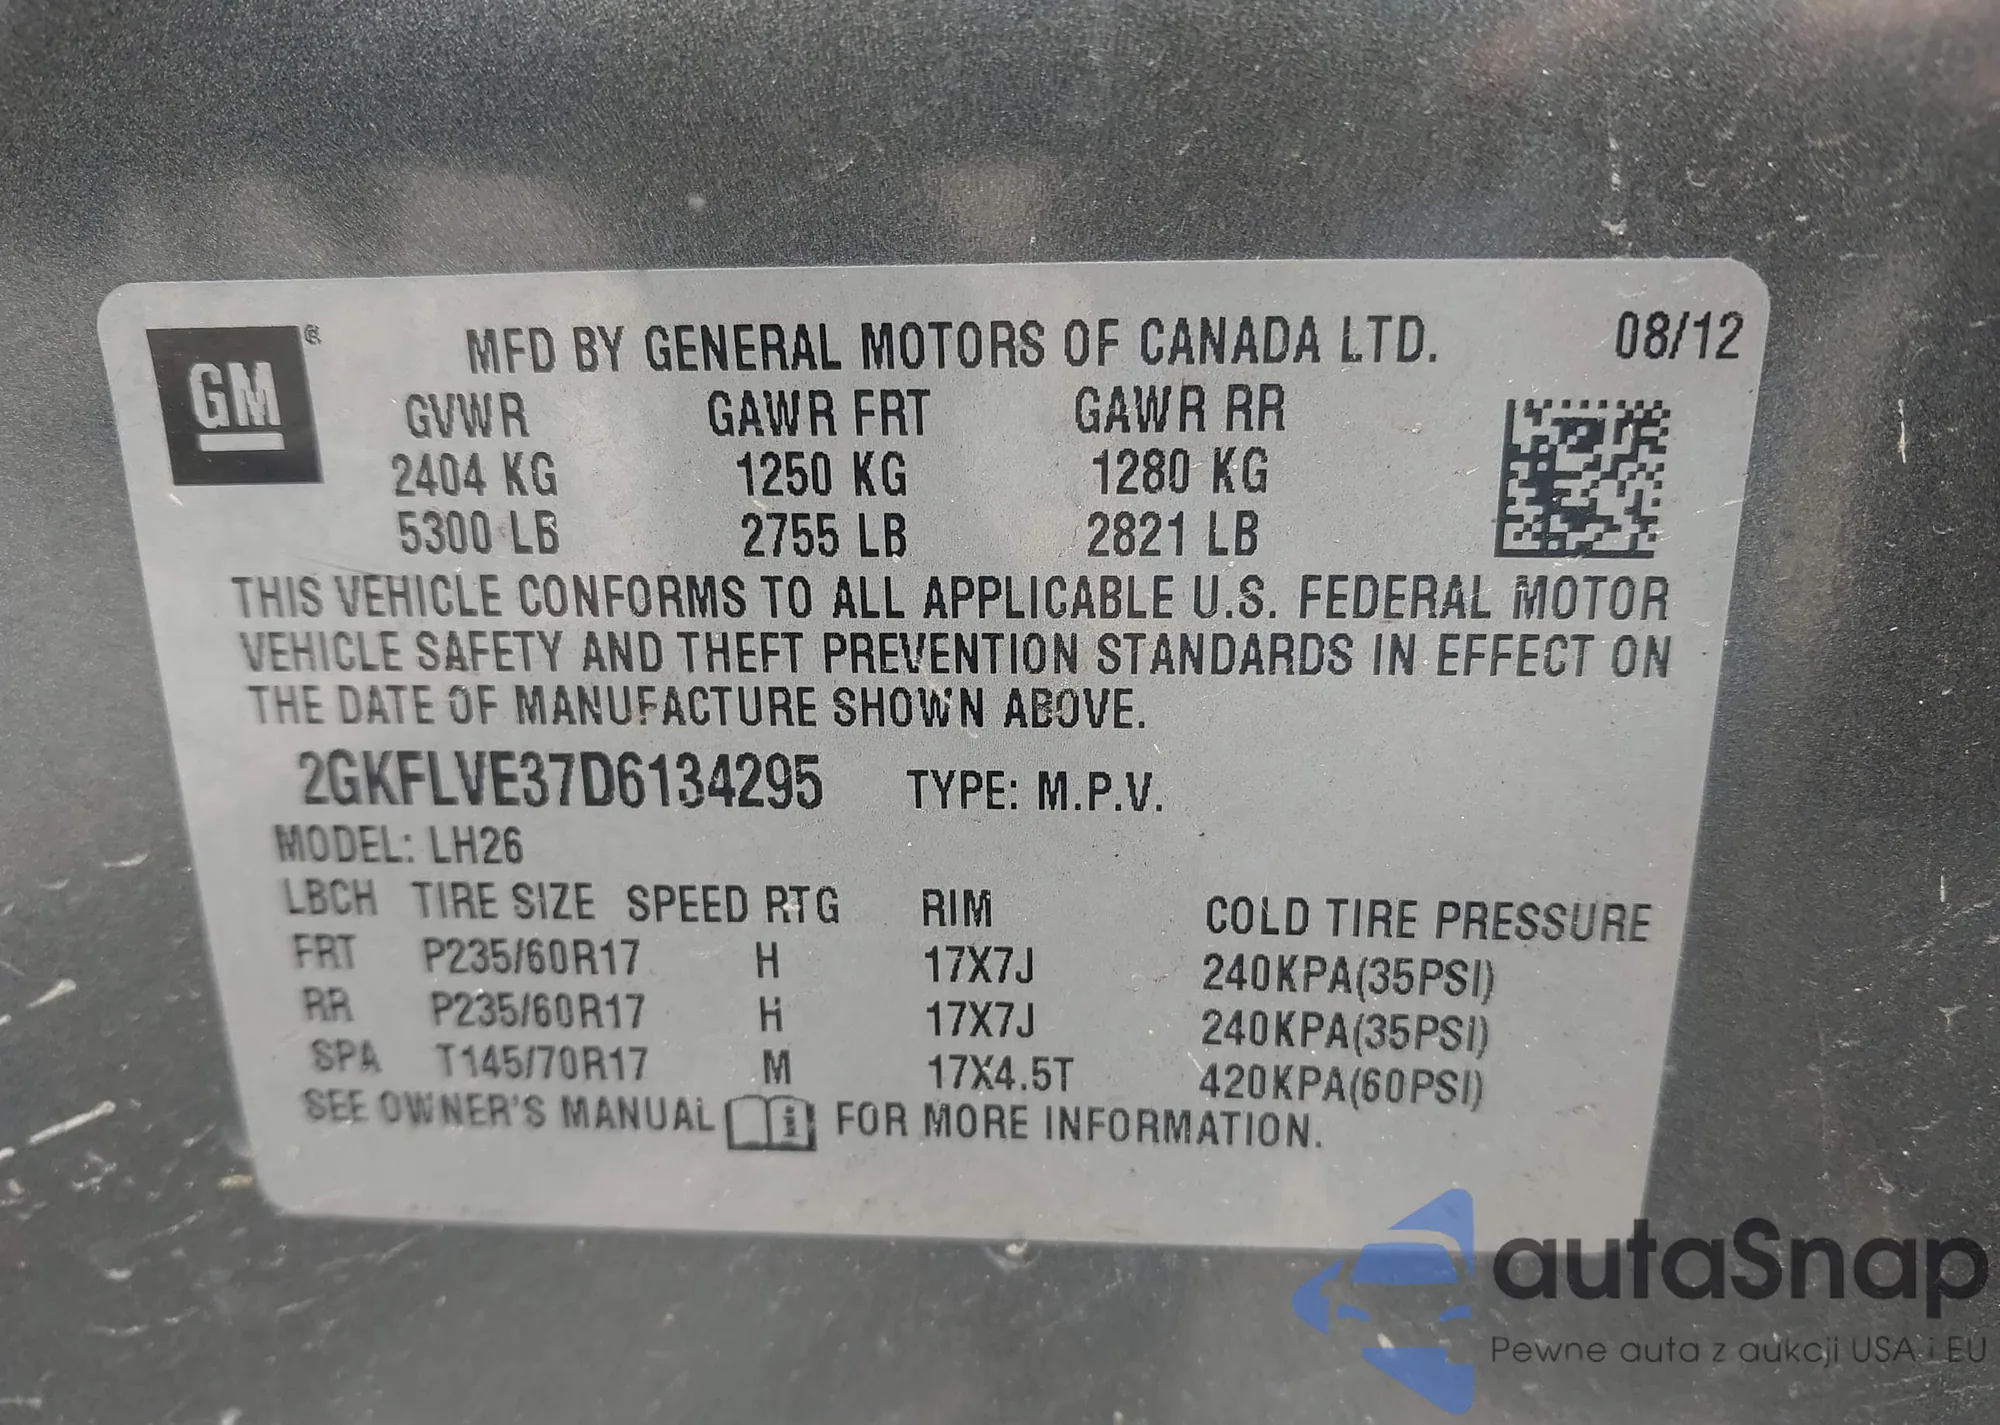 GM ®
MFD BY GENERAL MOTORS OF CANADA LTD. 08/12
GVWR GAWR FRT GAWR RR
2404 KG 1250 KG 1280 KG
5300 LB 2755 LB 2821 LB
THIS VEHICLE CONFORMS TO ALL APPLICABLE U.S. FEDERAL MOTOR
VEHICLE SAFETY AND THEFT PREVENTION STANDARDS IN EFFECT ON
THE DATE OF MANUFACTURE SHOWN ABOVE.
2GKFLVE37D6134295 TYPE: M.P.V.
MODEL: LH26
LBCH TIRE SIZE SPEED RTG RIM COLD TIRE PRESSURE
FRT P235/60R17 H 17X7J 240KPA(35PSI)
RR P235/60R17 H 17X7J 240KPA(35PSI)
SPA T145/70R17 M 17X4.5T 420KPA(60PSI)
SEE OWNER'S MANUAL i FOR MORE INFORMATION.
autaSnap
Pewne auta z aukcji USA i EU